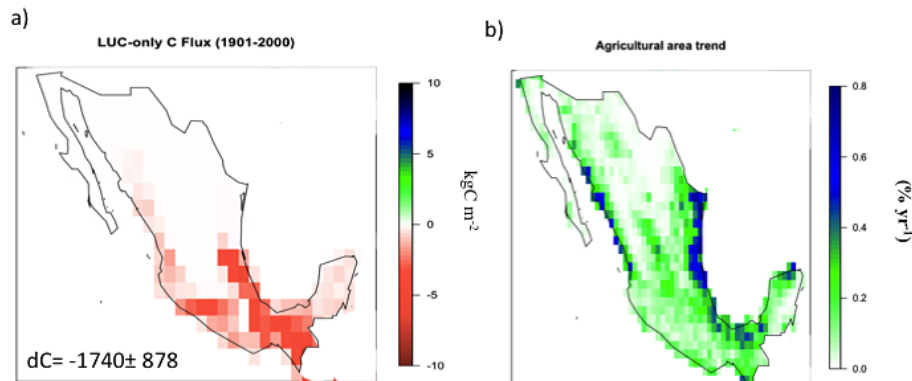 a)
LUC-only C Flux (1901-2000)
10
5
0
-5
-10
kgC m⁻²
dC= -1740± 878
b)
Agricultural area trend
0.8
0.6
0.4
0.2
0.0
(% yr⁻¹)